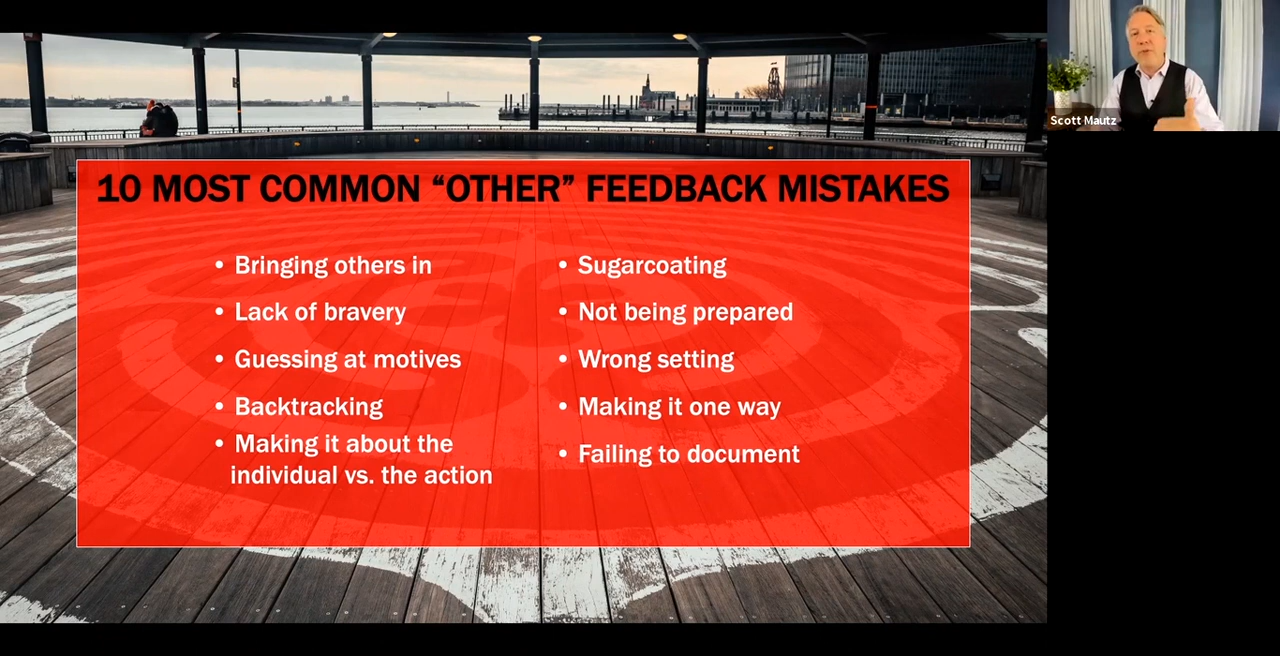 10 MOST COMMON “OTHER” FEEDBACK MISTAKES
• Bringing others in
• Lack of bravery
• Guessing at motives
• Backtracking
• Making it about the
individual vs. the action
• Sugarcoating
• Not being prepared
• Wrong setting
• Making it one way
• Failing to document
Scott Mautz